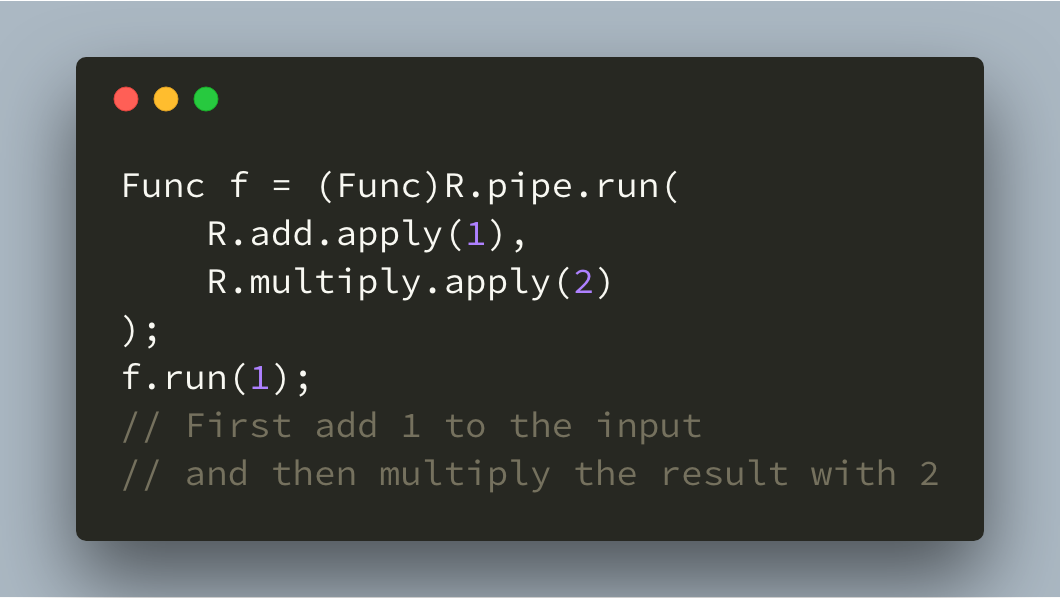 Func f = (Func)R.pipe.run(
    R.add.apply(1),
    R.multiply.apply(2)
);
f.run(1);
// First add 1 to the input
// and then multiply the result with 2